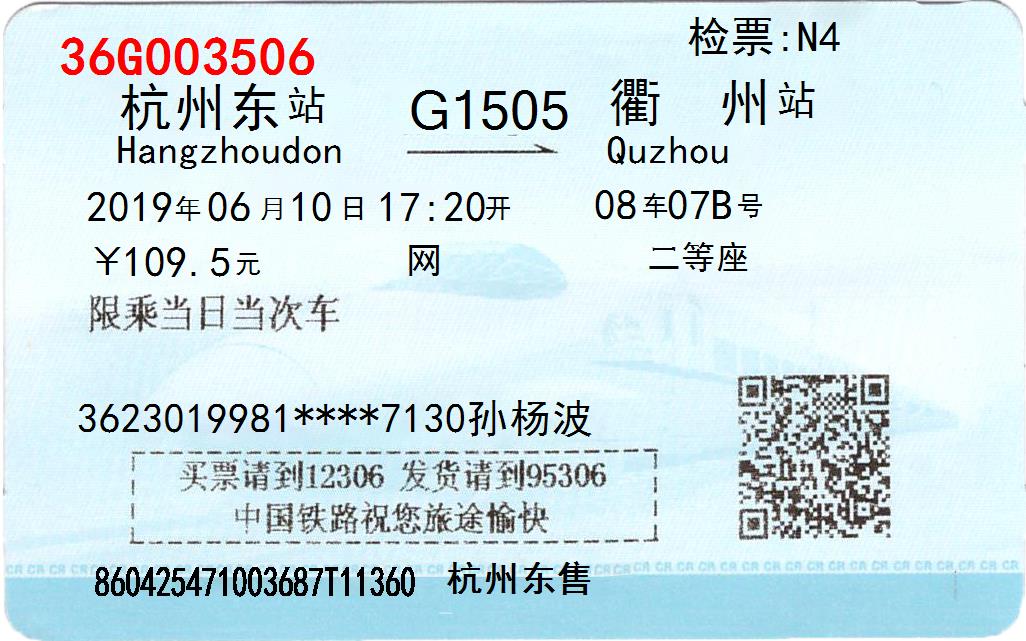 36G003506 检票:N4
杭州东站 G1505 衢 州站
Hangzhoudon Quzhou
2019年06月10日17:20开 08车07B号
￥109.5元 网 二等座
限乘当日当次车
3623019981****7130孙杨波
买票请到12306 发货请到95306
中国铁路祝您旅途愉快
860425471003687T11360 杭州东售